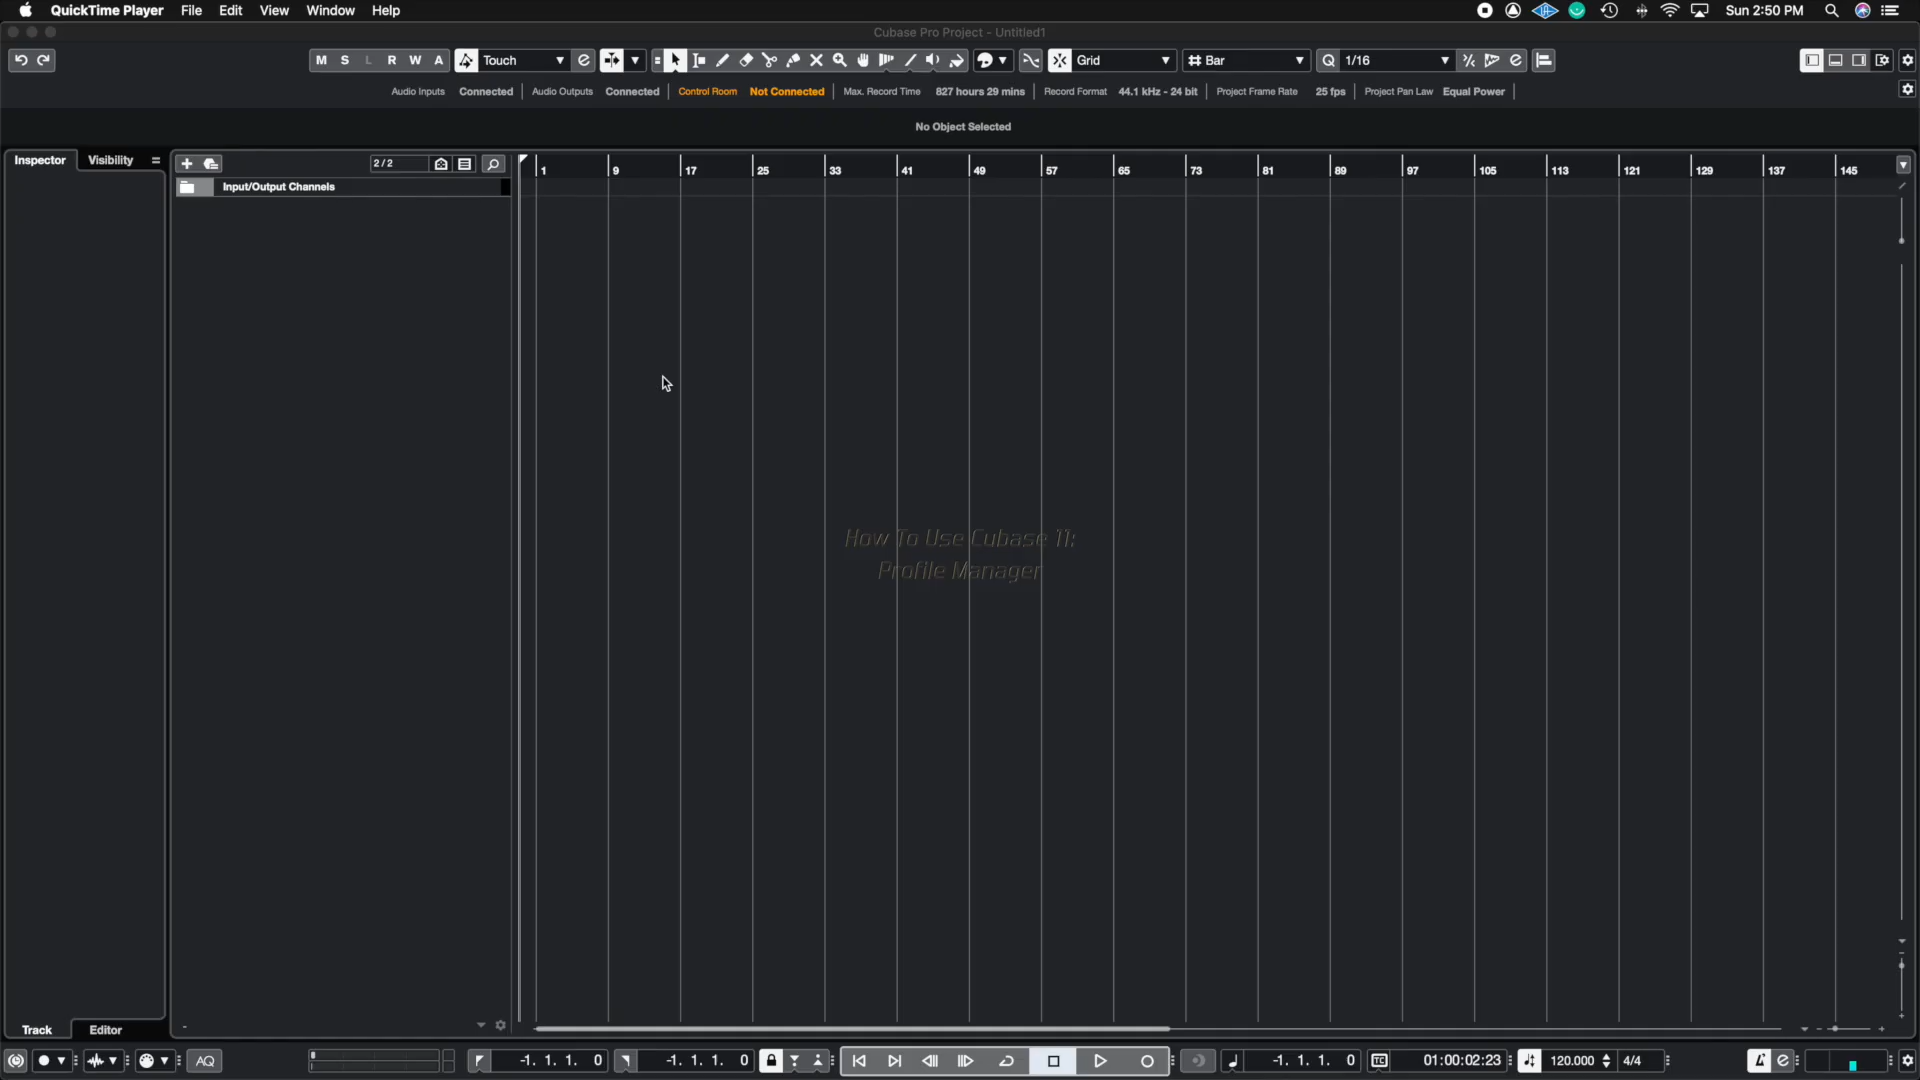 QuickTime Player File Edit View Window Help
Sun 2:50 PM
Cubase Pro Project - Untitled1
M S L R W A Touch Grid Bar Q 1/16
Audio Inputs Connected Audio Outputs Connected Control Room Not Connected Max. Record Time 827 hours 29 mins Record Format 44.1 kHz - 24 bit Project Frame Rate 25 fps Project Pan Law Equal Power
No Object Selected
Inspector Visibility
2 / 2
1 9 17 25 33 41 49 57 65 73 81 89 97 105 113 121 129 137 145
Input/Output Channels
How To Use Cubase 11:
Profile Manager
Track Editor
AQ -1. 1. 1. 0 -1. 1. 1. 0 -1. 1. 1. 0 TC 01:00:02:23 120.000 4/4